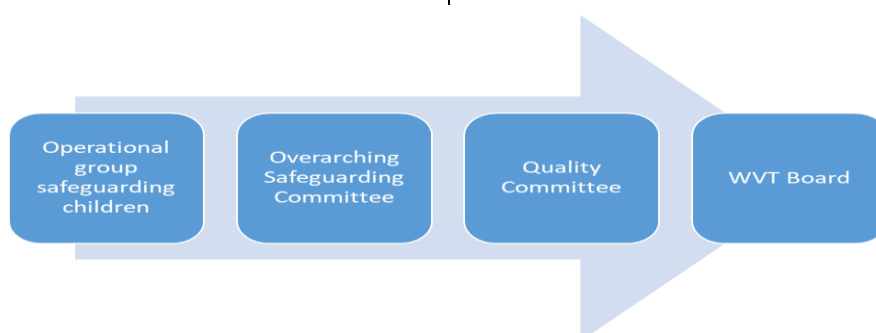 Operational
group
safeguarding
children
Overarching
Safeguarding
Committee
Quality
Committee
WVT Board